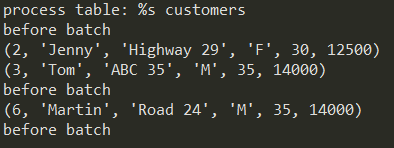 process table: %s customers
before batch
(2, 'Jenny', 'Highway 29', 'F', 30, 12500)
(3, 'Tom', 'ABC 35', 'M', 35, 14000)
before batch
(6, 'Martin', 'Road 24', 'M', 35, 14000)
before batch